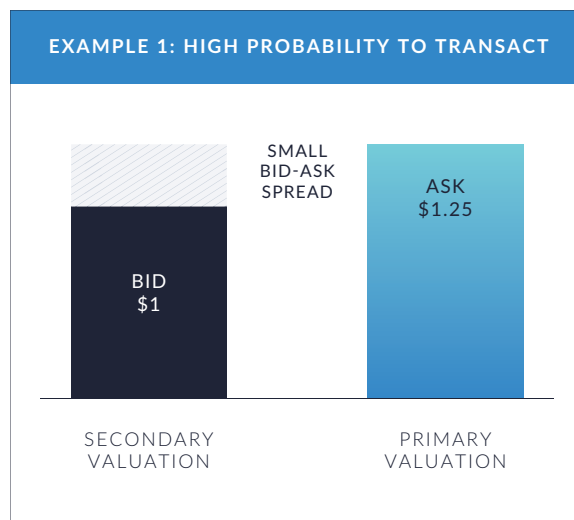 EXAMPLE 1: HIGH PROBABILITY TO TRANSACT
SMALL
BID-ASK
SPREAD
ASK
$1.25
BID
$1
SECONDARY
VALUATION
PRIMARY
VALUATION